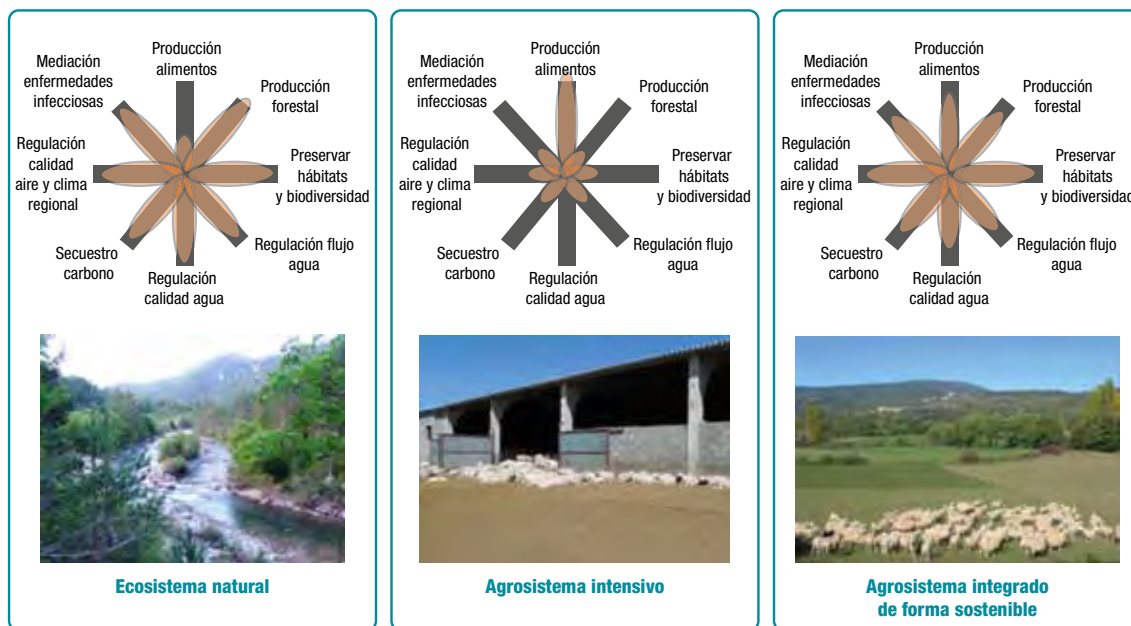 Producción
alimentos
Mediación
enfermedades
infecciosas
Producción
forestal
Regulación
calidad
aire y clima
regional
Preservar
hábitats
y biodiversidad
Secuestro
carbono
Regulación flujo
agua
Regulación
calidad agua
Ecosistema natural
Producción
alimentos
Mediación
enfermedades
infecciosas
Producción
forestal
Regulación
calidad
aire y clima
regional
Preservar
hábitats
y biodiversidad
Secuestro
carbono
Regulación flujo
agua
Regulación
calidad agua
Agrosistema intensivo
Producción
alimentos
Mediación
enfermedades
infecciosas
Producción
forestal
Regulación
calidad
aire y clima
regional
Preservar
hábitats
y biodiversidad
Secuestro
carbono
Regulación flujo
agua
Regulación
calidad agua
Agrosistema integrado
de forma sostenible